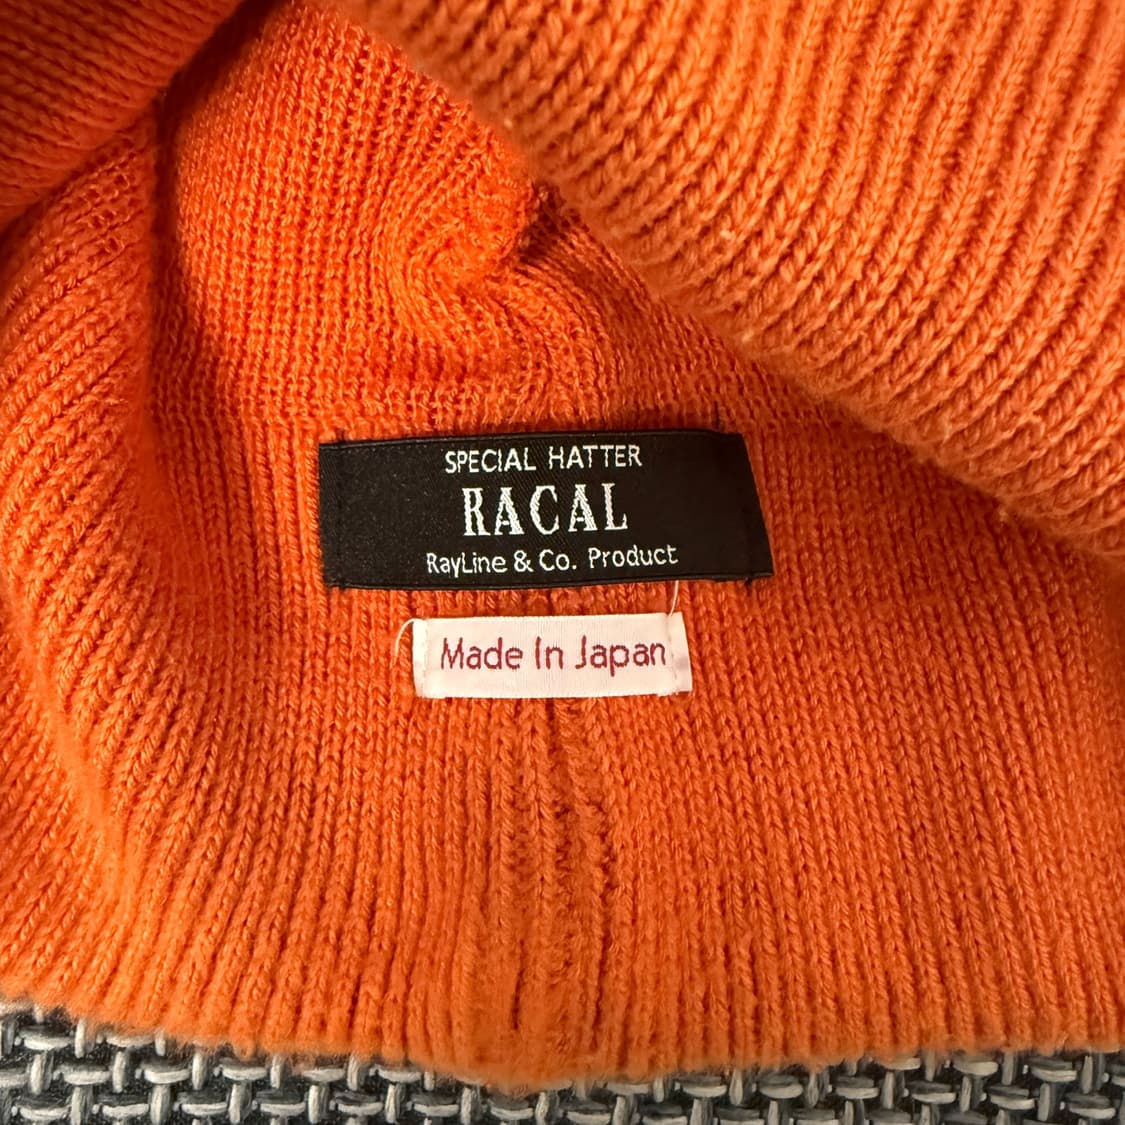 SPECIAL HATTER
RACAL
RayLine & Co. Product
Made In Japan